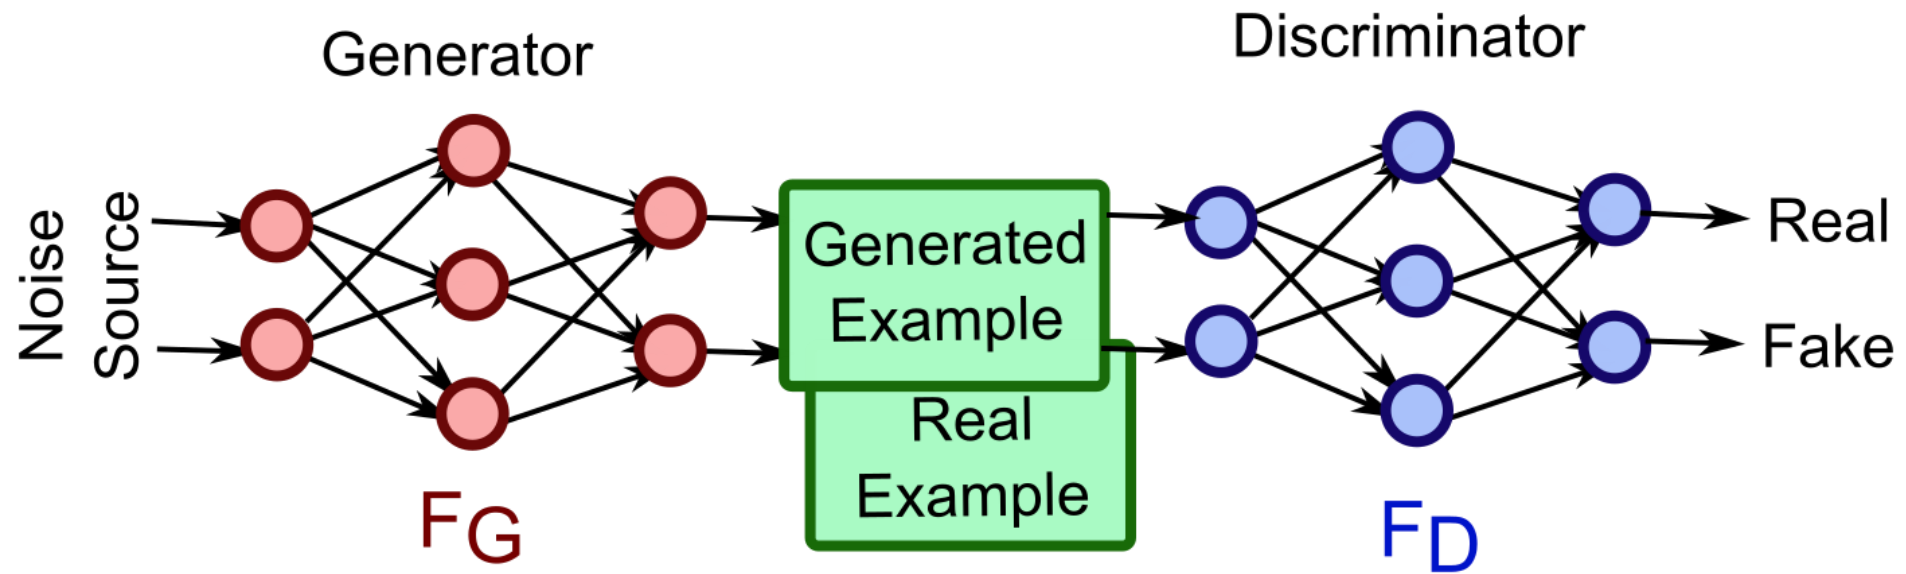 Generator
Discriminator
Noise
Source
Generated
Example
Real
Example
Real
Fake
FG
FD